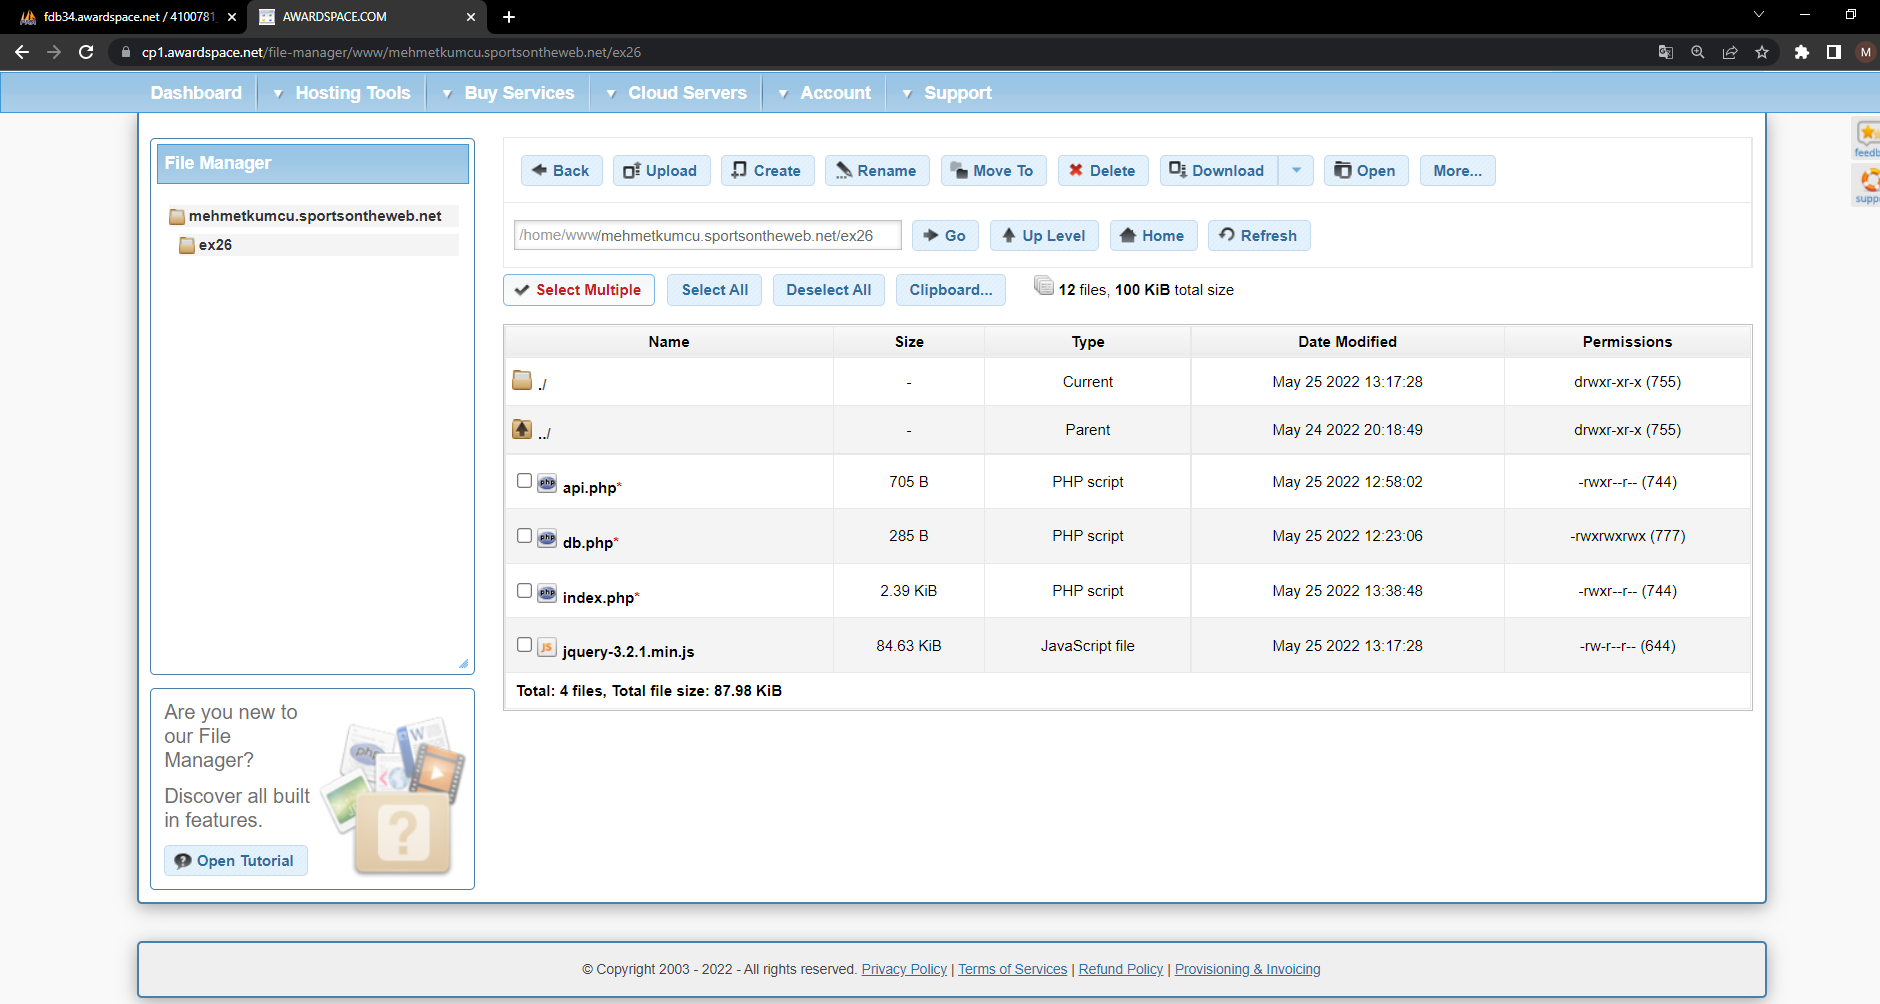 fdb34.awardspace.net / 4100781_
AWARDSPACE.COM
cp1.awardspace.net/file-manager/www/mehmetkumcu.sportsontheweb.net/ex26
M
Dashboard
Hosting Tools
Buy Services
Cloud Servers
Account
Support
File Manager
mehmetkumcu.sportsontheweb.net
ex26
Back
Upload
Create
Rename
Move To
Delete
Download
Open
More...
/home/www/mehmetkumcu.sportsontheweb.net/ex26
Go
Up Level
Home
Refresh
Select Multiple
Select All
Deselect All
Clipboard...
12 files, 100 KiB total size
Name Size Type Date Modified Permissions
./ - Current May 25 2022 13:17:28 drwxr-xr-x (755)
../ - Parent May 24 2022 20:18:49 drwxr-xr-x (755)
php api.php* 705 B PHP script May 25 2022 12:58:02 -rwxr--r-- (744)
php db.php* 285 B PHP script May 25 2022 12:23:06 -rwxrwxrwx (777)
php index.php* 2.39 KiB PHP script May 25 2022 13:38:48 -rwxr--r-- (744)
JS jquery-3.2.1.min.js 84.63 KiB JavaScript file May 25 2022 13:17:28 -rw-r--r-- (644)
Total: 4 files, Total file size: 87.98 KiB
feedb
suppo
Are you new to
our File
Manager?
Discover all built
in features.
Open Tutorial
php
W
?
© Copyright 2003 - 2022 - All rights reserved. Privacy Policy | Terms of Services | Refund Policy | Provisioning & Invoicing